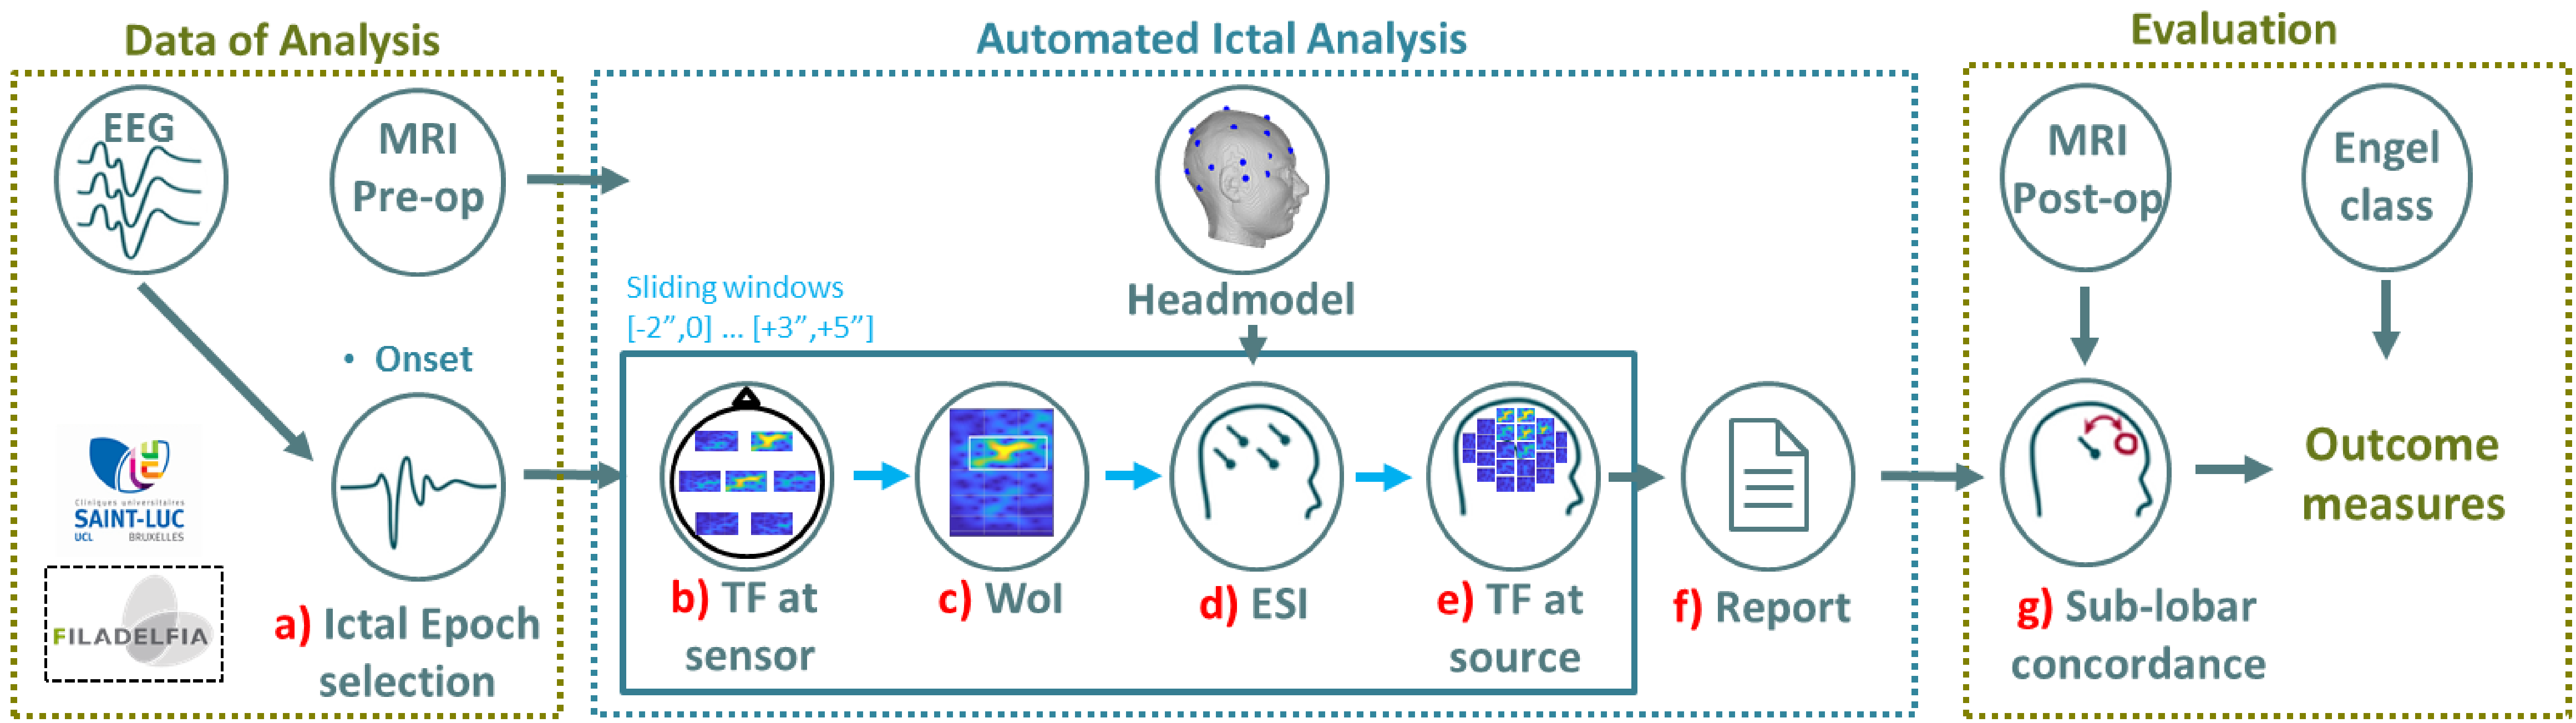 Data of Analysis
EEG
MRI
Pre-op
• Onset
Cliniques universitaires
SAINT-LUC
UCL BRUXELLES
FILADELFIA
a) Ictal Epoch
selection
Automated Ictal Analysis
Headmodel
Sliding windows
[-2”,0] ... [+3”,+5”]
b) TF at
sensor
c) WoI
d) ESI
e) TF at
source
f) Report
Evaluation
MRI
Post-op
Engel
class
g) Sub-lobar
concordance
Outcome
measures